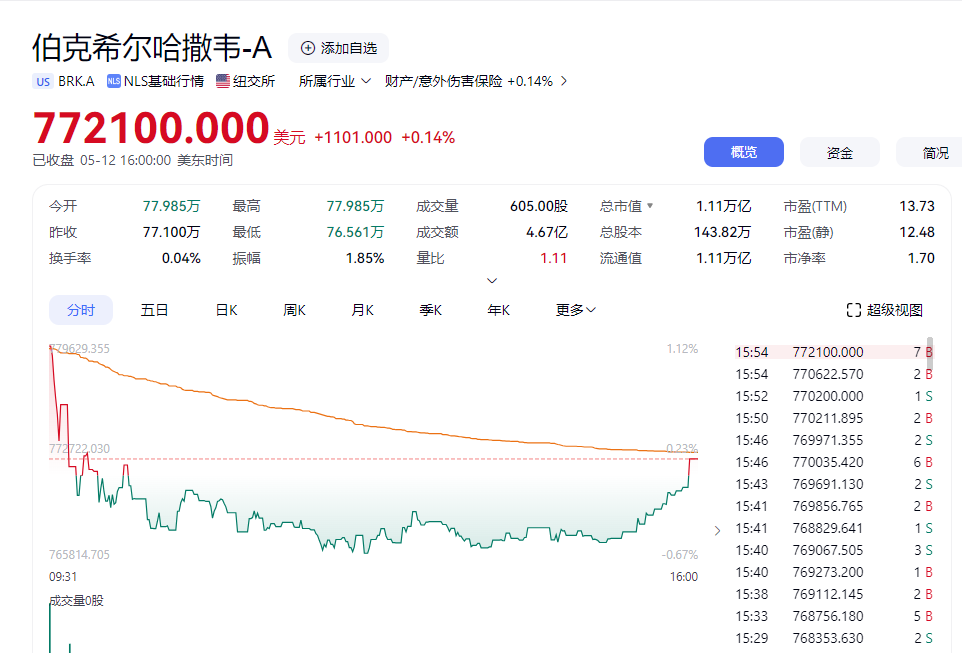 伯克希尔哈撒韦-A 添加自选
US BRK.A NLS NLS基础行情 纽交所 所属行业 财产/意外伤害保险 +0.14%
772100.000 美元 +1101.000 +0.14%
已收盘 05-12 16:00:00 美东时间
概览 资金 简况
今开 77.985万 最高 77.985万 成交量 605.00股 总市值 1.11万亿 市盈(TTM) 13.73
昨收 77.100万 最低 76.561万 成交额 4.67亿 总股本 143.82万 市盈(静) 12.48
换手率 0.04% 振幅 1.85% 量比 1.11 流通值 1.11万亿 市净率 1.70
分时 五日 日K 周K 月K 季K 年K 更多 超级视图
779629.355 1.12%
772722.030 0.23%
765814.705 -0.67%
09:31 16:00
成交量0股
15:54 772100.000 7 B
15:54 770622.570 2 B
15:52 770200.000 1 S
15:50 770211.895 2 B
15:46 769971.355 2 S
15:46 770035.420 6 B
15:43 769691.130 2 S
15:41 769856.765 2 B
15:41 768829.641 1 S
15:40 769067.505 3 S
15:40 769273.200 1 B
15:38 769112.145 2 B
15:33 768756.180 5 B
15:29 768353.630 2 S